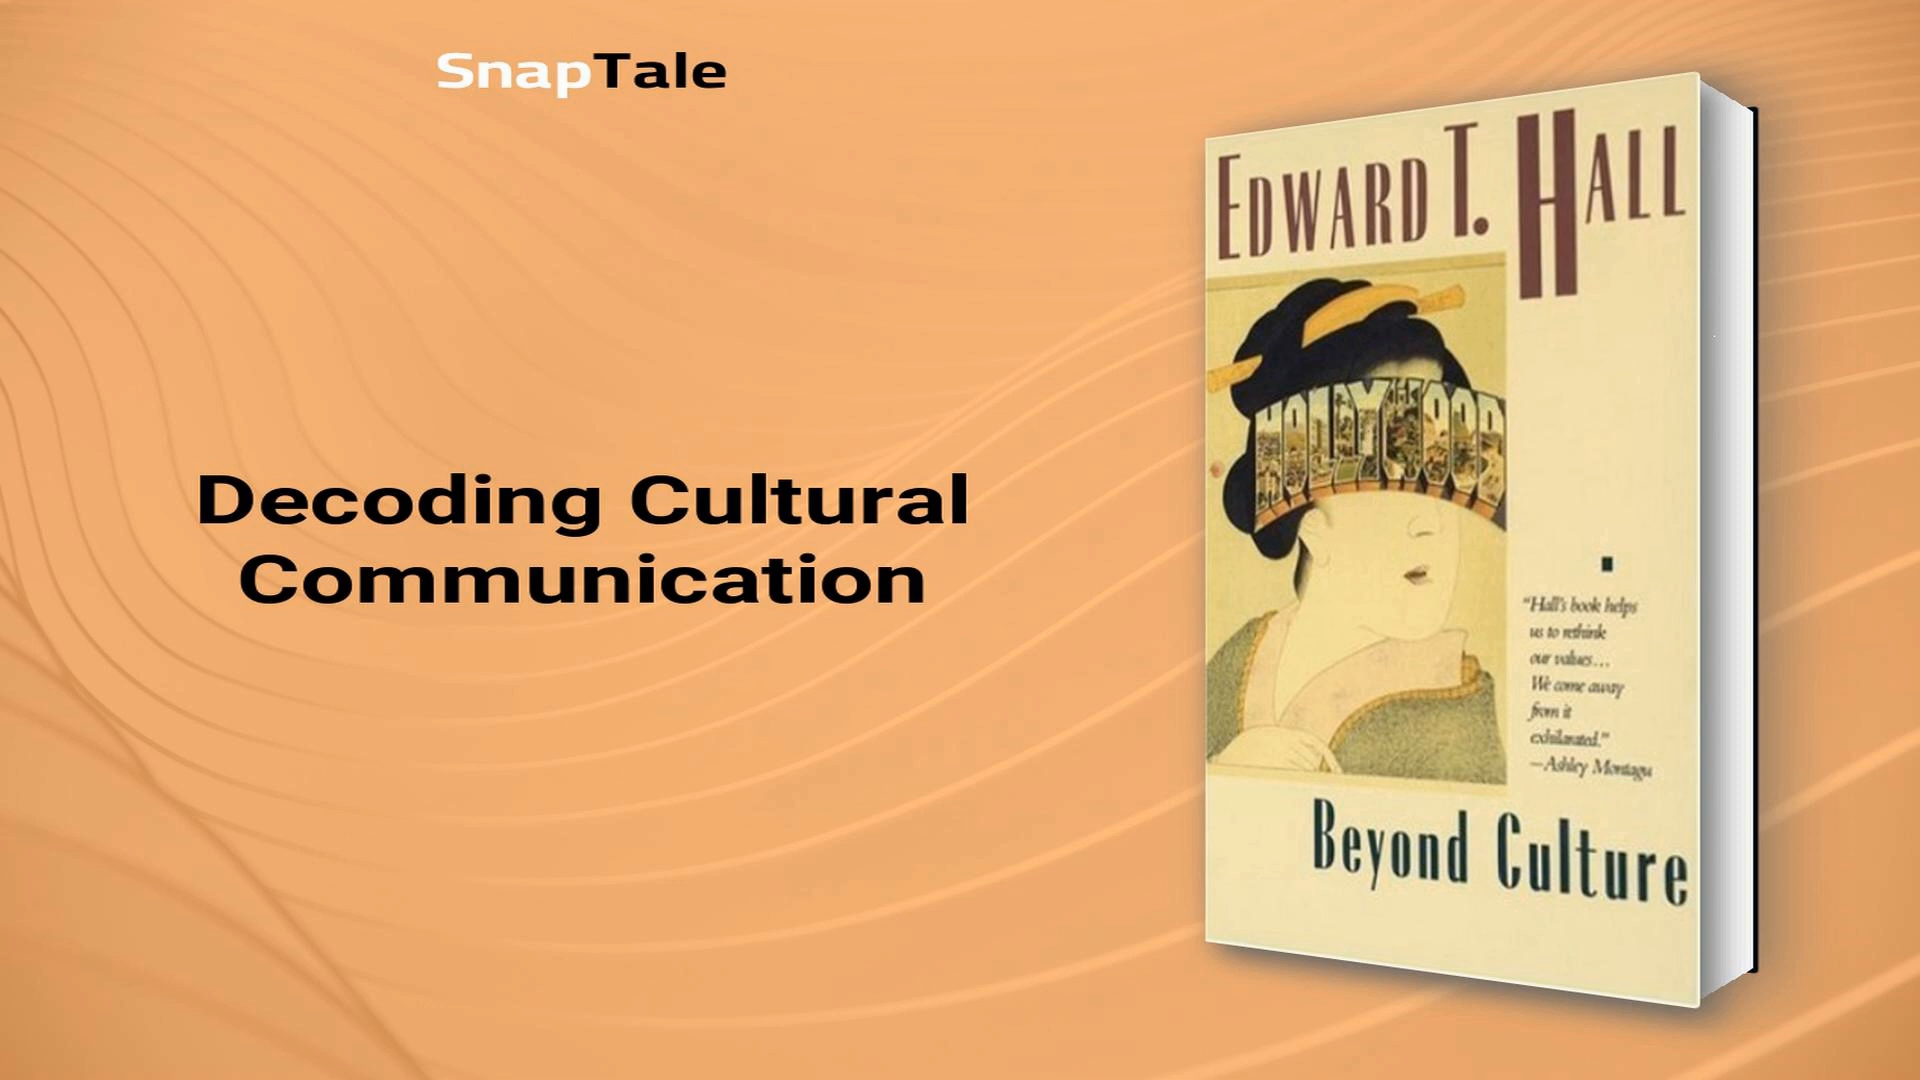 SnapTale
Decoding Cultural
Communication
EDWARD T. HALL
HOLLYWOOD
"Hall's book helps
us to rethink
our values...
We come away
from it
exhilarated."
—Ashley Montagu
Beyond Culture